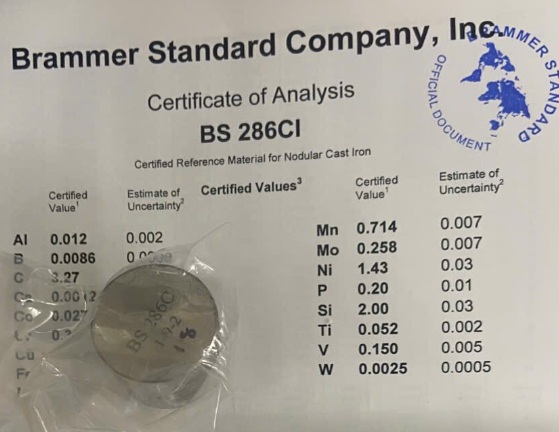 Brammer Standard Company, Inc.
BRAMMER STANDARD
OFFICIAL DOCUMENT
Certificate of Analysis
BS 286CI
Certified Reference Material for Nodular Cast Iron
Certified Value¹ Estimate of Uncertainty² Certified Values³ Certified Value¹ Estimate of Uncertainty²
Al 0.012 0.002
B 0.0086
C 3.27
Co 0.027
Cu
Mn 0.714 0.007
Mo 0.258 0.007
Ni 1.43 0.03
P 0.20 0.01
Si 2.00 0.03
Ti 0.052 0.002
V 0.150 0.005
W 0.0025 0.0005
BS 286CI